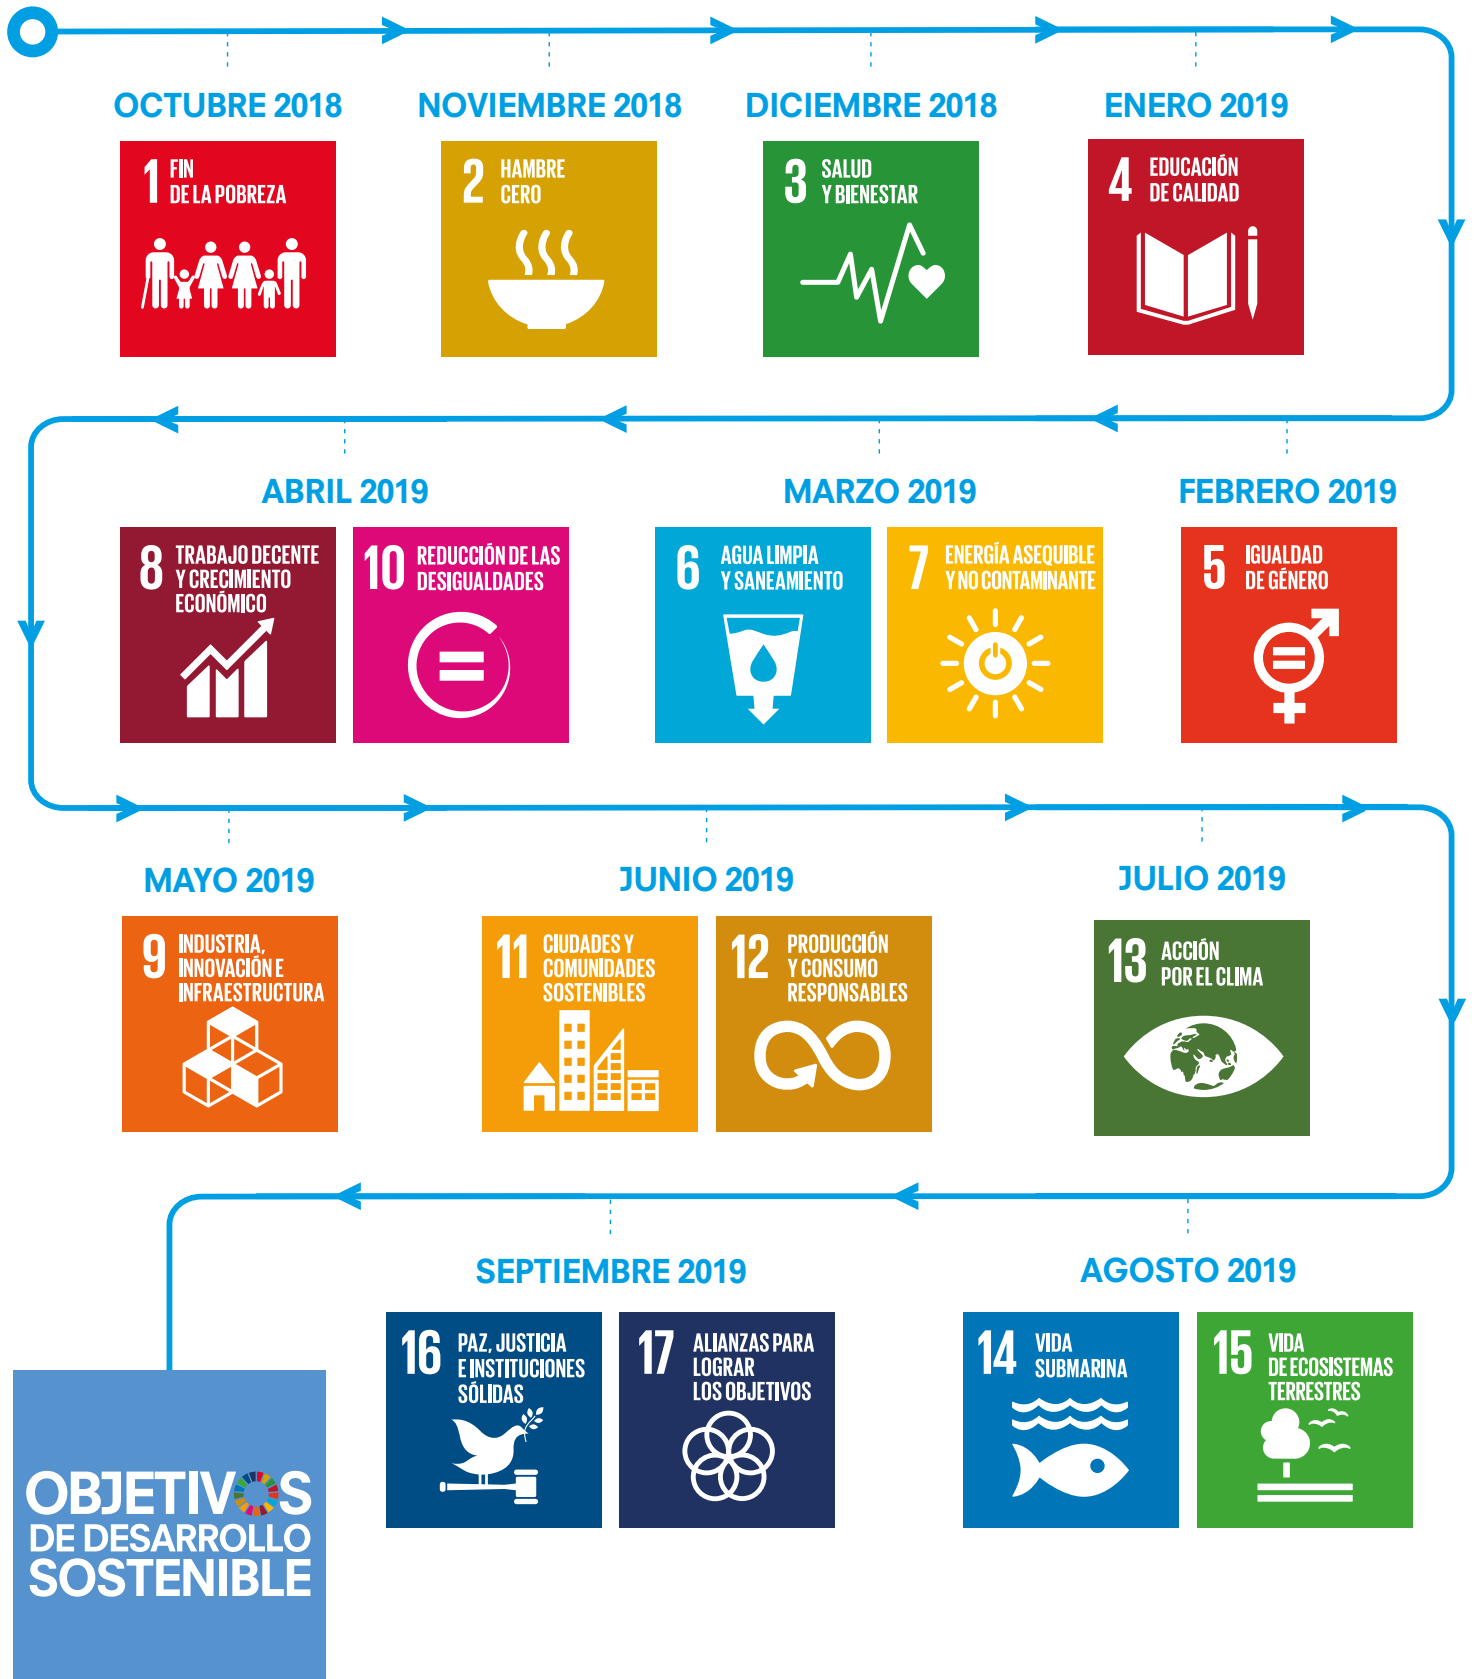 OCTUBRE 2018
1 FIN
DE LA POBREZA
NOVIEMBRE 2018
2 HAMBRE
CERO
DICIEMBRE 2018
3 SALUD
Y BIENESTAR
ENERO 2019
4 EDUCACIÓN
DE CALIDAD
FEBRERO 2019
5 IGUALDAD
DE GÉNERO
MARZO 2019
6 AGUA LIMPIA
Y SANEAMIENTO
7 ENERGÍA ASEQUIBLE
Y NO CONTAMINANTE
ABRIL 2019
8 TRABAJO DECENTE
Y CRECIMIENTO
ECONÓMICO
10 REDUCCIÓN DE LAS
DESIGUALDADES
MAYO 2019
9 INDUSTRIA,
INNOVACIÓN E
INFRAESTRUCTURA
JUNIO 2019
11 CIUDADES Y
COMUNIDADES
SOSTENIBLES
12 PRODUCCIÓN
Y CONSUMO
RESPONSABLES
JULIO 2019
13 ACCIÓN
POR EL CLIMA
AGOSTO 2019
14 VIDA
SUBMARINA
15 VIDA
DE ECOSISTEMAS
TERRESTRES
SEPTIEMBRE 2019
16 PAZ, JUSTICIA
E INSTITUCIONES
SÓLIDAS
17 ALIANZAS PARA
LOGRAR
LOS OBJETIVOS
OBJETIVOS
DE DESARROLLO
SOSTENIBLE